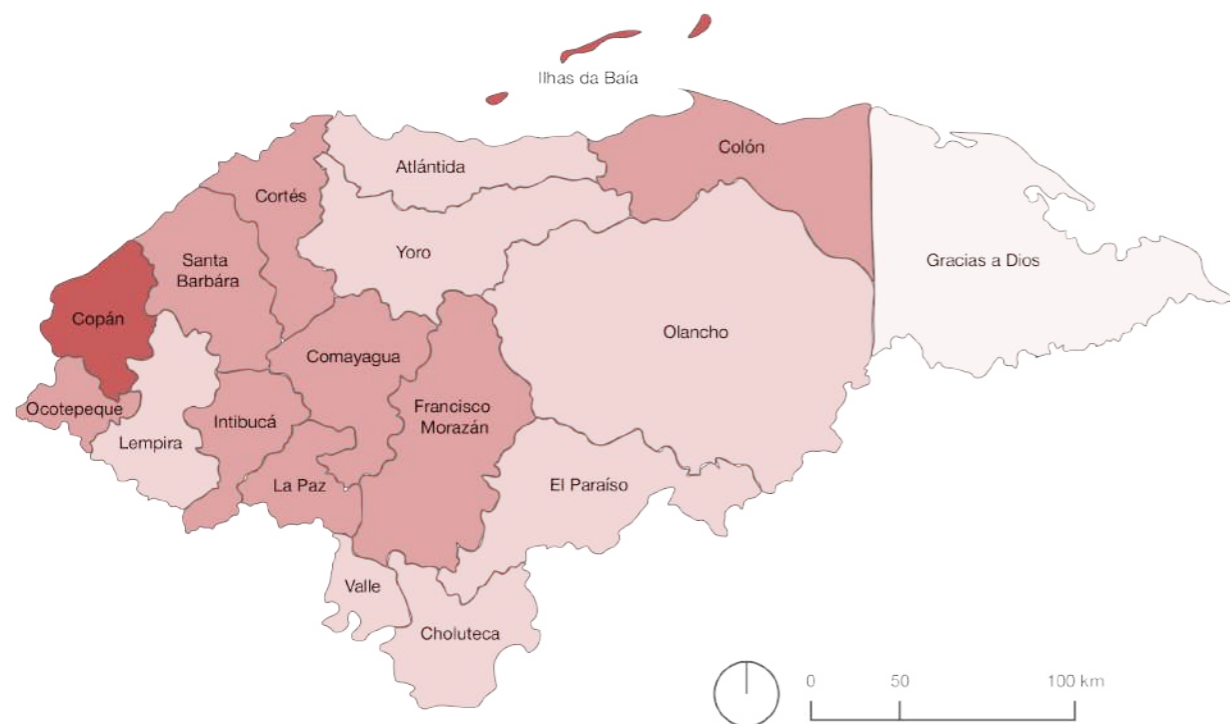 Ilhas da Baía
Atlántida
Colón
Cortés
Yoro
Santa
Barbára
Gracias a Dios
Copán
Olancho
Comayagua
Ocotepeque
Intibucá
Francisco
Morazán
Lempira
La Paz
El Paraíso
Valle
Choluteca
0
50
100 km